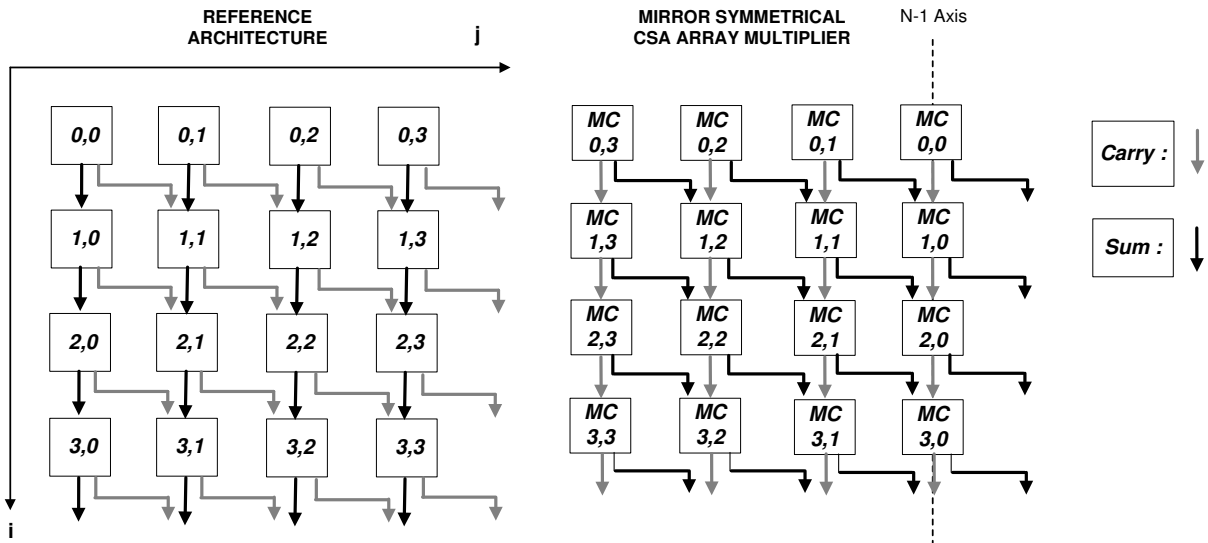 REFERENCE
ARCHITECTURE
j
0,0 0,1 0,2 0,3
1,0 1,1 1,2 1,3
2,0 2,1 2,2 2,3
3,0 3,1 3,2 3,3
i
MIRROR SYMMETRICAL
CSA ARRAY MULTIPLIER
N-1 Axis
MC MC MC MC
0,3 0,2 0,1 0,0
MC MC MC MC
1,3 1,2 1,1 1,0
MC MC MC MC
2,3 2,2 2,1 2,0
MC MC MC MC
3,3 3,2 3,1 3,0
Carry :
Sum :